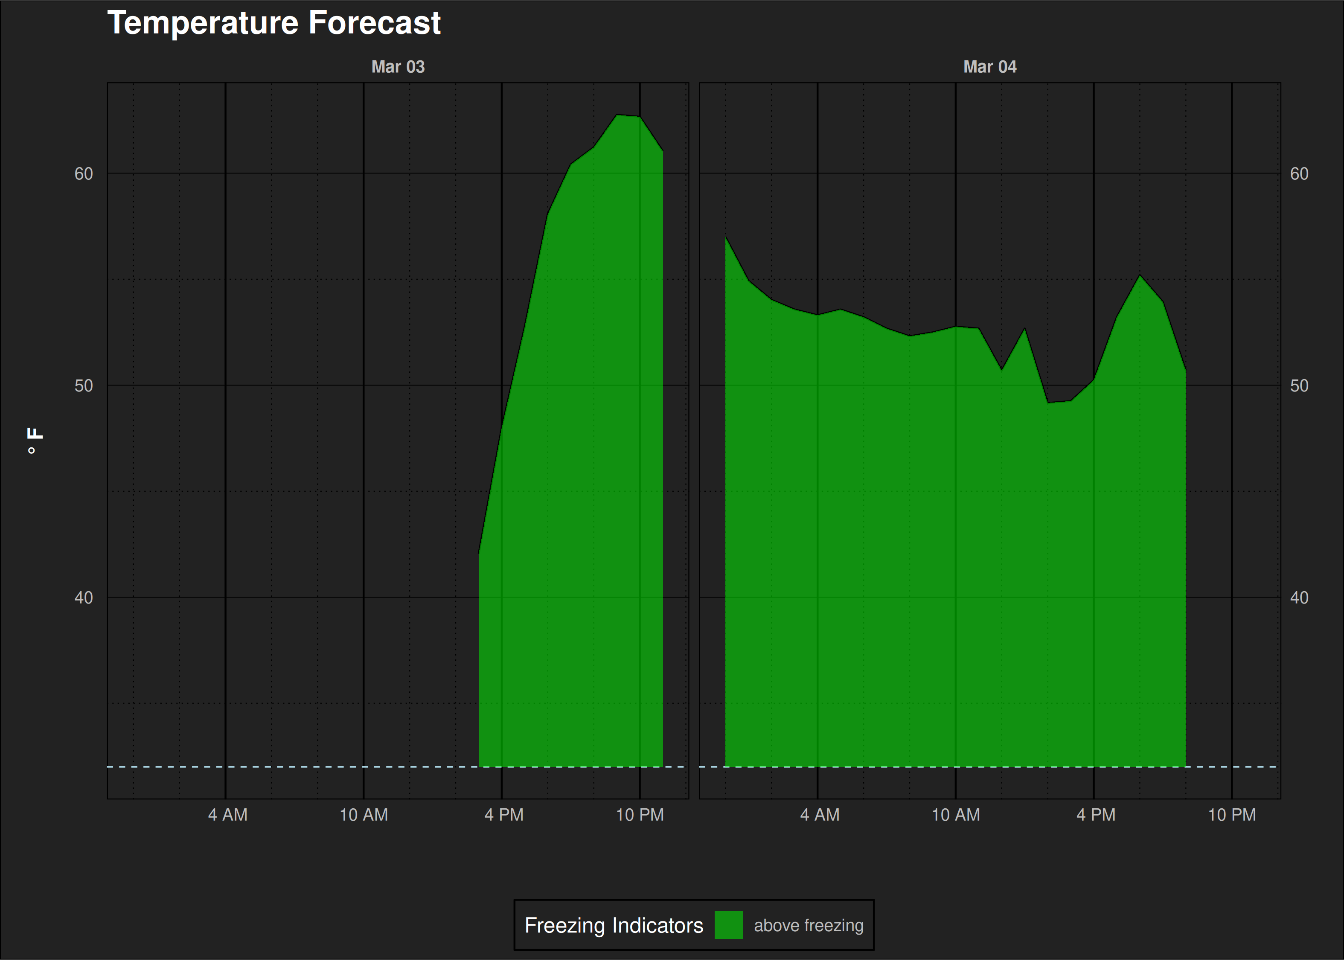 Temperature Forecast
Mar 03
Mar 04
60
60
50
50
40
40
° F
4 AM
10 AM
4 PM
10 PM
4 AM
10 AM
4 PM
10 PM
Freezing Indicators
above freezing